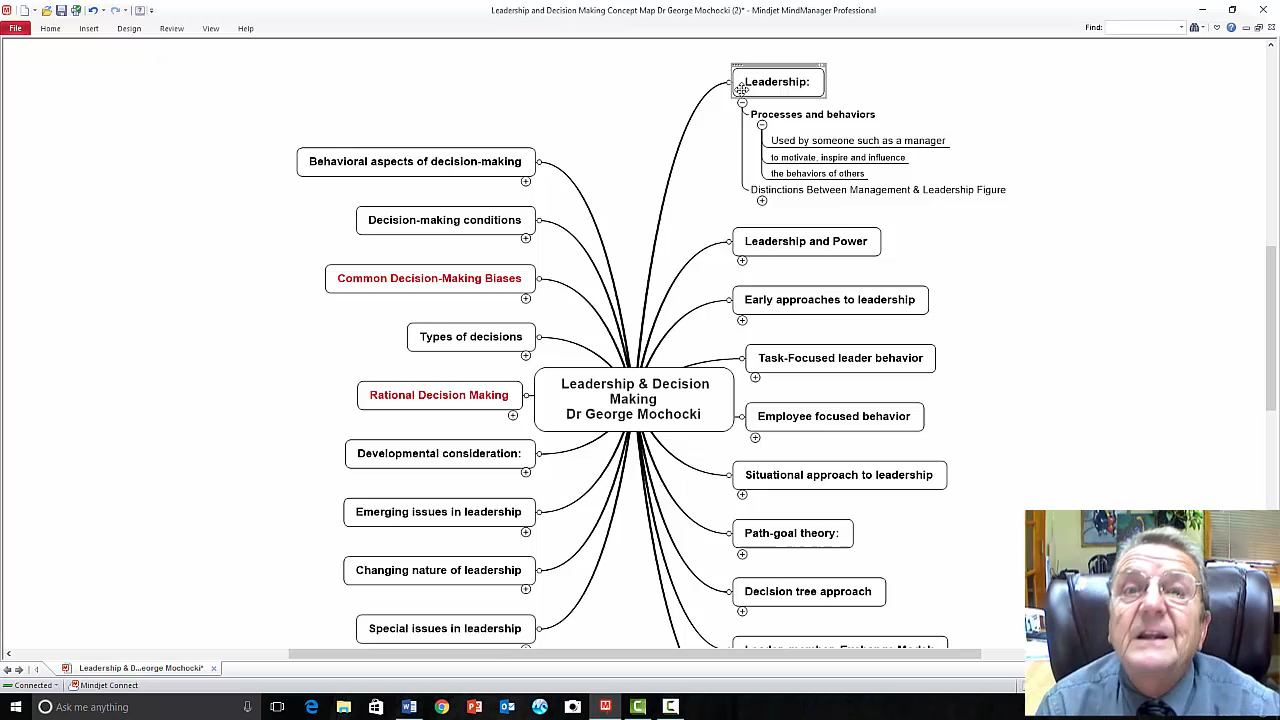 Leadership and Decision Making Concept Map Dr George Mochocki (2)* - Mindjet MindManager Professional
File Home Insert Design Review View Help
Find:
Leadership:
Processes and behaviors
Used by someone such as a manager
to motivate, inspire and influence
the behaviors of others
Distinctions Between Management & Leadership Figure
Leadership and Power
Early approaches to leadership
Task-Focused leader behavior
Employee focused behavior
Situational approach to leadership
Path-goal theory:
Decision tree approach
Behavioral aspects of decision-making
Decision-making conditions
Common Decision-Making Biases
Types of decisions
Rational Decision Making
Developmental consideration:
Emerging issues in leadership
Changing nature of leadership
Special issues in leadership
Leadership & Decision
Making
Dr George Mochocki
Leadership & D...eorge Mochocki*
Connected
Mindjet Connect
Ask me anything